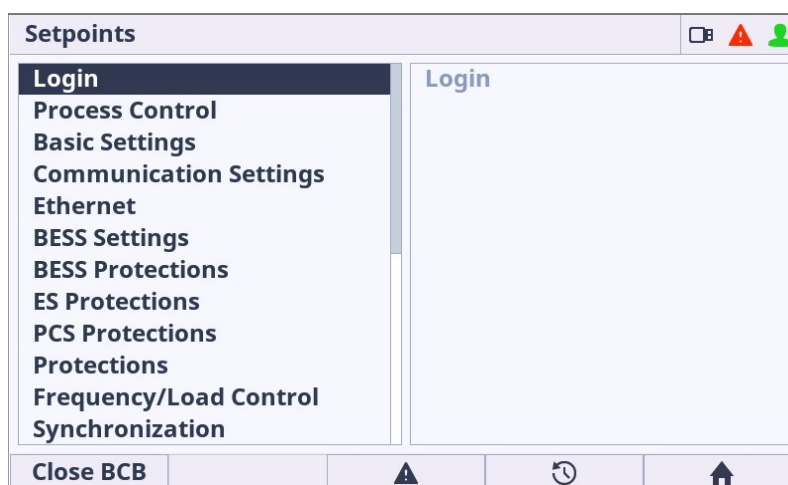 Setpoints
Login
Process Control
Basic Settings
Communication Settings
Ethernet
BESS Settings
BESS Protections
ES Protections
PCS Protections
Protections
Frequency/Load Control
Synchronization
Login
Close BCB